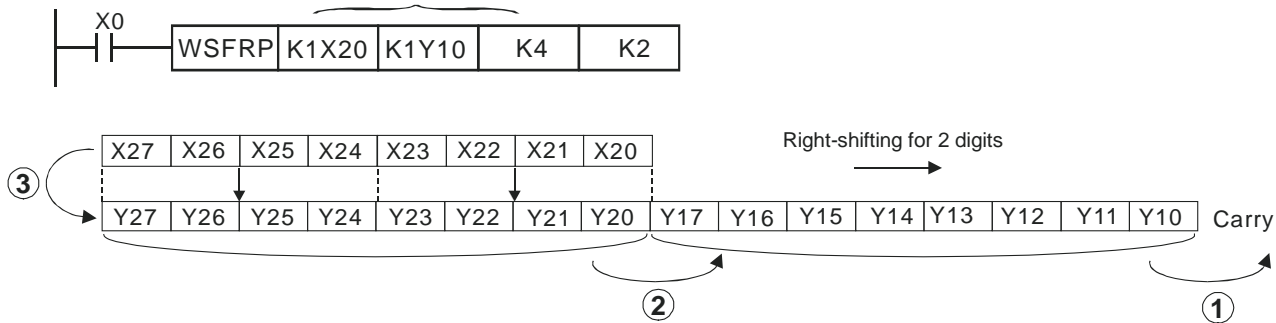 X0
WSFRP K1X20 K1Y10 K4 K2
X27 X26 X25 X24 X23 X22 X21 X20
Right-shifting for 2 digits
3
Y27 Y26 Y25 Y24 Y23 Y22 Y21 Y20 Y17 Y16 Y15 Y14 Y13 Y12 Y11 Y10 Carry
2
1